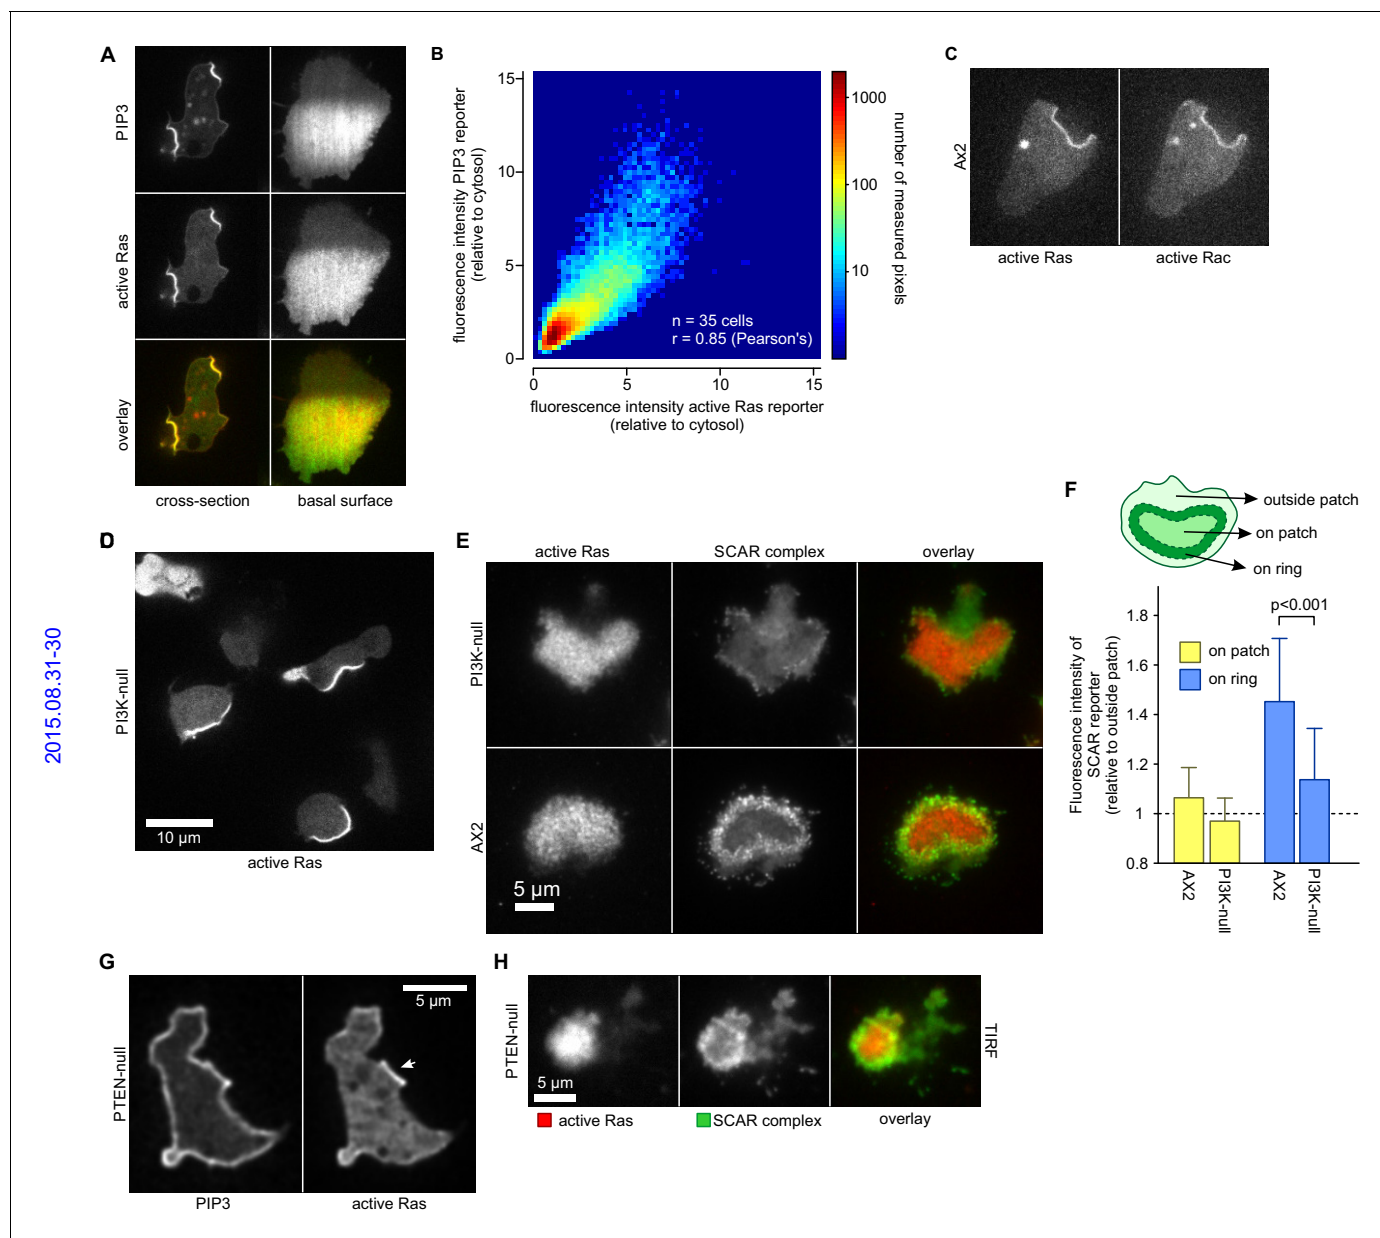 A
PIP3
active Ras
overlay
cross-section
basal surface
B
fluorescence intensity PIP3 reporter
(relative to cytosol)
15
10
5
0
0
5
10
15
n = 35 cells
r = 0.85 (Pearson's)
fluorescence intensity active Ras reporter
(relative to cytosol)
1000
100
10
number of measured pixels
C
Ax2
active Ras
active Rac
D
PI3K-null
10 µm
active Ras
E
active Ras
SCAR complex
overlay
PI3K-null
AX2
5 µm
F
outside patch
on patch
on ring
Fluorescence intensity of
SCAR reporter
(relative to outside patch)
1.8
1.6
1.4
1.2
1
0.8
p<0.001
on patch
on ring
AX2
PI3K-null
AX2
PI3K-null
2015.08.31-30
G
PTEN-null
5 µm
PIP3
active Ras
H
PTEN-null
5 µm
TIRF
active Ras
SCAR complex
overlay